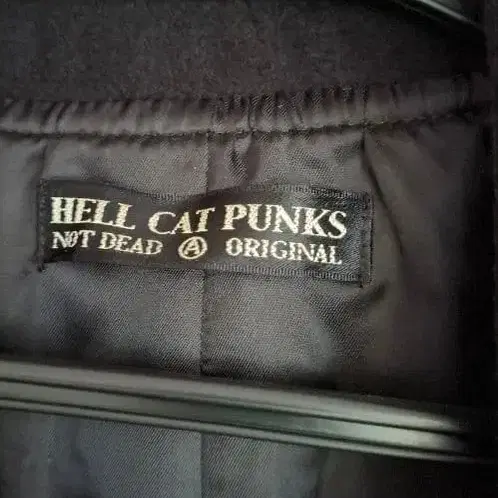 HELL CAT PUNKS
NOT DEAD Ⓐ ORIGINAL